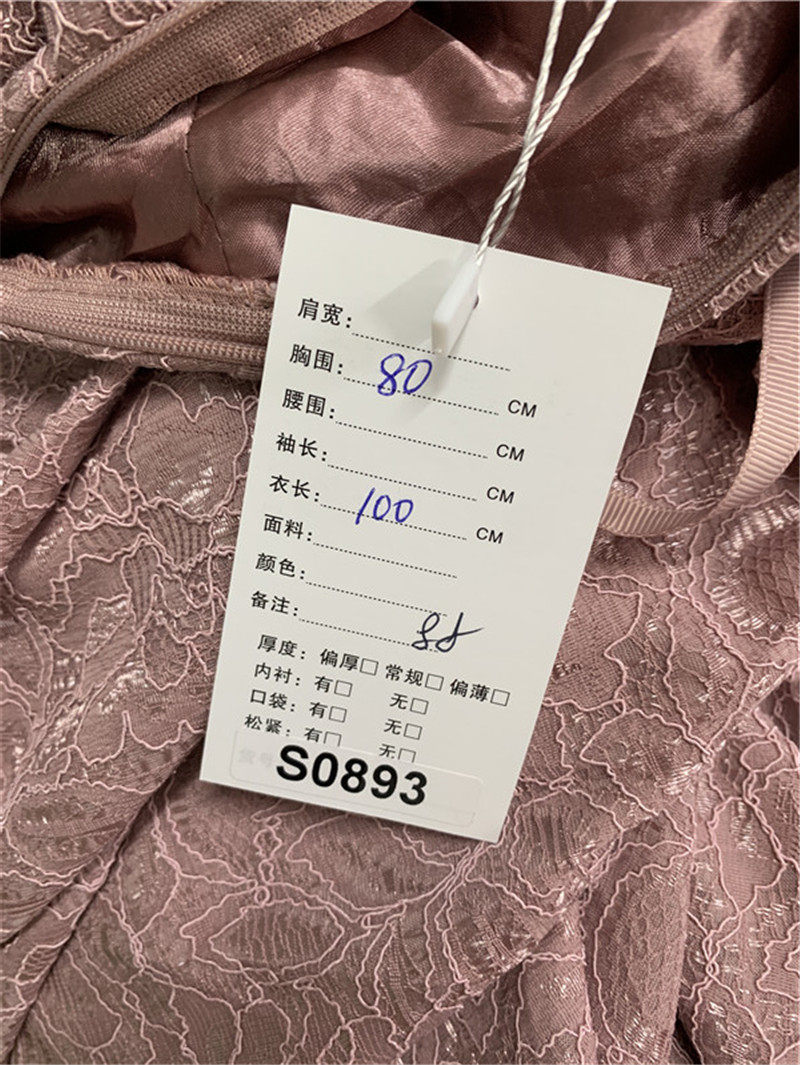 肩宽:
胸围: 80 CM
腰围: CM
袖长: CM
衣长: 100 CM
面料:
颜色:
备注:
厚度: 偏厚□ 常规□ 偏薄□
内衬: 有□ 无□
口袋: 有□ 无□
松紧: 有□ 无□
S0893